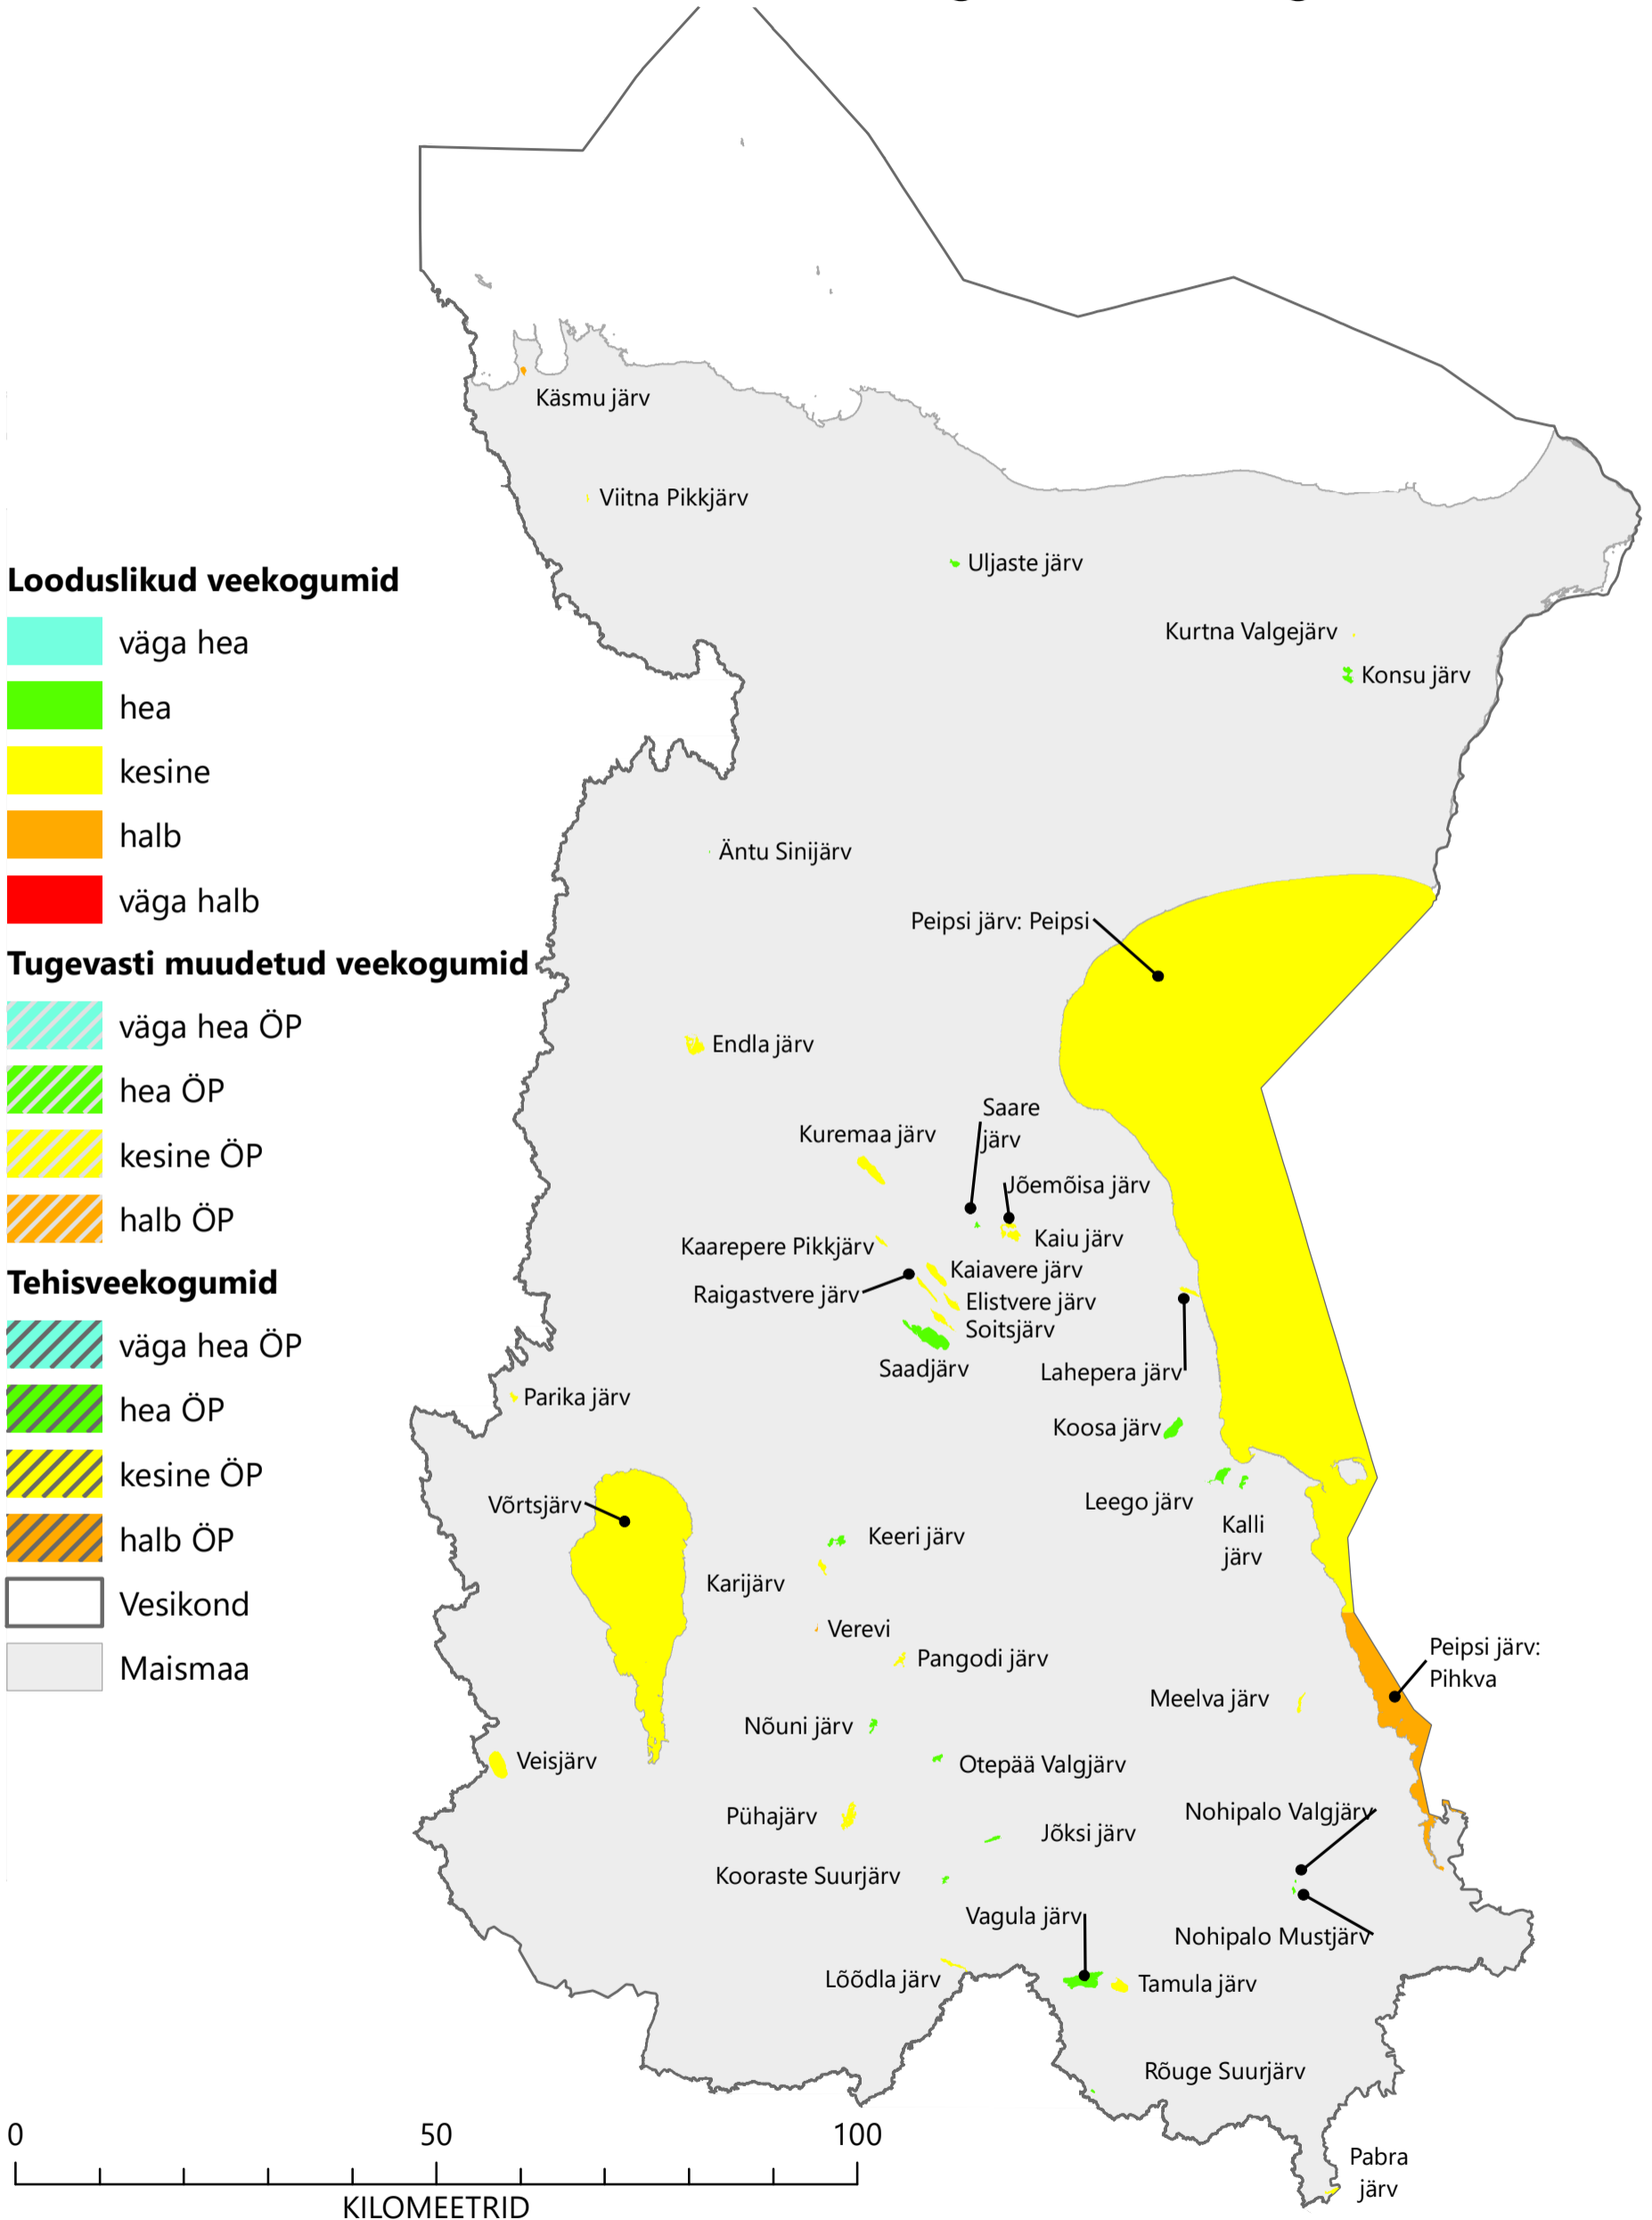 Käsmu järv
Viitna Pikkjärv
Uljaste järv
Kurtna Valgejärv
Konsu järv
Looduslikud veekogumid
väga hea
hea
kesine
halb
väga halb
Tugevasti muudetud veekogumid
väga hea ÖP
hea ÖP
kesine ÖP
halb ÖP
Tehisveekogumid
väga hea ÖP
hea ÖP
kesine ÖP
halb ÖP
Vesikond
Maismaa
Äntu Sinijärv
Peipsi järv: Peipsi
Endla järv
Saare
järv
Kuremaa järv
Jõemõisa järv
Kaiu järv
Kaarepere Pikkjärv
Kaiavere järv
Raigastvere järv
Elistvere järv
Soitsjärv
Saadjärv
Lahepera järv
Parika järv
Koosa järv
Leego järv
Võrtsjärv
Kalli
järv
Keeri järv
Karijärv
Verevi
Pangodi järv
Peipsi järv:
Pihkva
Meelva järv
Nõuni järv
Veisjärv
Otepää Valgjärv
Pühajärv
Nohipalo Valgjärv
Jõksi järv
Kooraste Suurjärv
Vagula järv
Nohipalo Mustjärv
Lõõdla järv
Tamula järv
Rõuge Suurjärv
Pabra
järv
0 50 100
KILOMEETRID